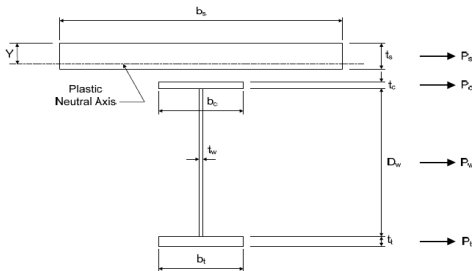 bs
Y
ts
Ps
Plastic
Neutral Axis
bc
tc
Pc
tw
Dw
Pw
tt
Pt
bt